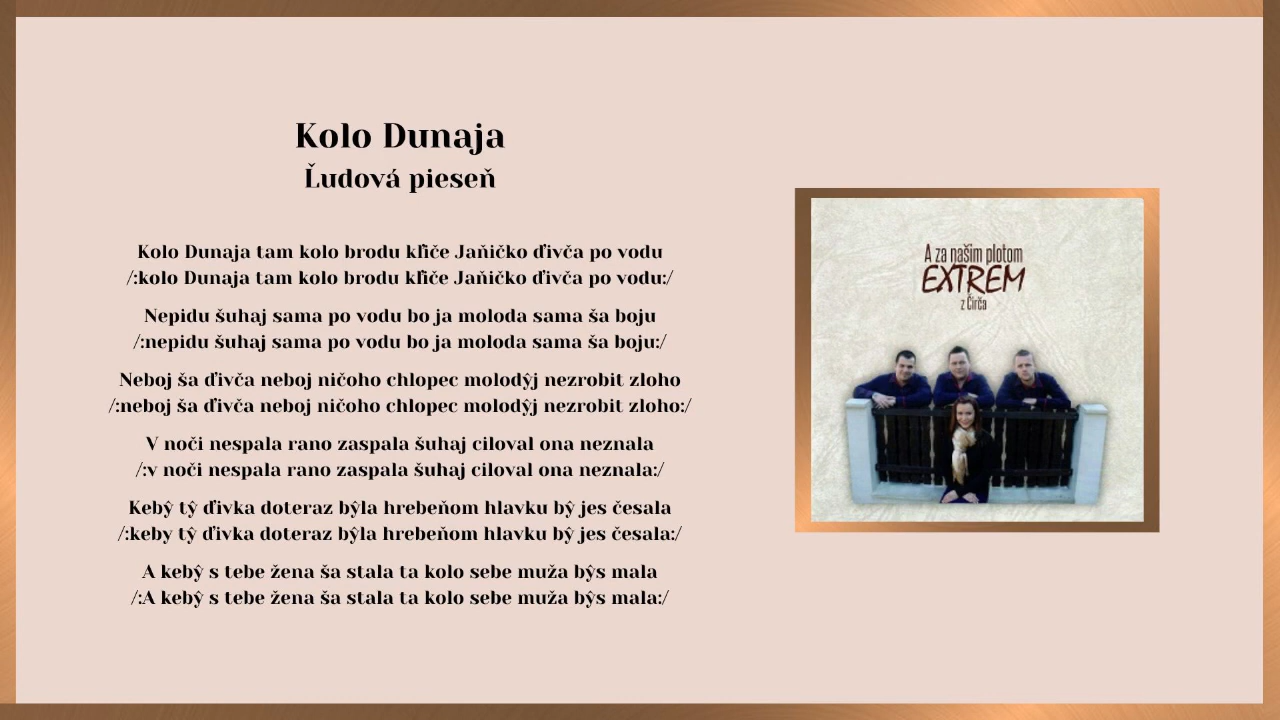 Kolo Dunaja
Ľudová pieseň
Kolo Dunaja tam kolo brodu kľiče Jaňičko ďivča po vodu
/:kolo Dunaja tam kolo brodu kľiče Jaňičko ďivča po vodu:/
Nepidu šuhaj sama po vodu bo ja moloda sama ša boju
/:nepidu šuhaj sama po vodu bo ja moloda sama ša boju:/
Neboj ša ďivča neboj ničoho chlopec molodŷj nezrobit zloho
/:neboj ša ďivča neboj ničoho chlopec molodŷj nezrobit zloho:/
V noči nespala rano zaspala šuhaj ciloval ona neznala
/:v noči nespala rano zaspala šuhaj ciloval ona neznala:/
Kebŷ tŷ ďivka doteraz bŷla hrebeňom hlavku bŷ jes česala
/:keby tŷ ďivka doteraz bŷla hrebeňom hlavku bŷ jes česala:/
A kebŷ s tebe žena ša stala ta kolo sebe muža bŷs mala
/:A kebŷ s tebe žena ša stala ta kolo sebe muža bŷs mala:/
A za našim plotom
EXTREM
z Čirča